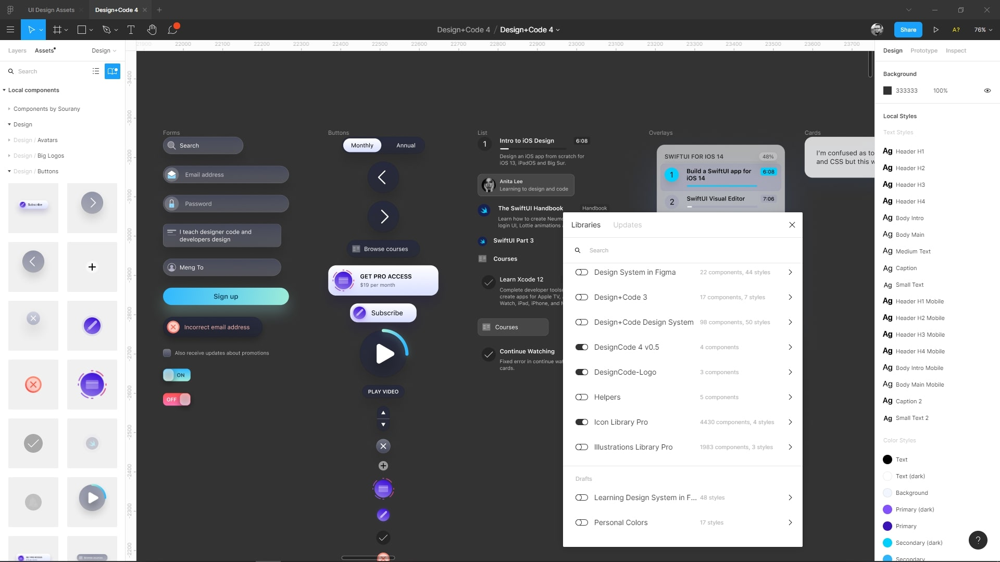 UI Design Assets
Design+Code 4
Design+Code 4 / Design+Code 4
Share
A?
76%
Layers
Assets
Design
Search
Local components
Components by Sourany
Design
Design / Avatars
Design / Big Logos
Design / Buttons
Subscribe
GET PRO ACCESS
Browse courses
21900 22000 22100 22200 22300 22400 22500 22600 22700 22800 22900 23000 23100 23200 23300 23400 23500 23600 23700
-3400
-3300
-3200
-3100
-3000
-2900
-2800
-2700
-2600
-2500
-2400
-2300
-2200
Forms
Search
Email address
Password
I teach designer code and
developers design
Meng To
Sign up
Incorrect email address
Also receive updates about promotions
ON
OFF
Buttons
Monthly
Annual
Browse courses
GET PRO ACCESS
$19 per month
Subscribe
PLAY VIDEO
List
1
Intro to iOS Design
6:08
Design an iOS app from scratch for
iOS 13, iPadOS and Big Sur.
Anita Lee
Learning to design and code
The SwiftUI Handbook
Handbook
Learn how to create Neumo
login UI, Lottie animations a
SwiftUI Part 3
Courses
Learn Xcode 12
Complete developer toolse
create apps for Apple TV,
Watch, iPad, iPhone, and M
Courses
Continue Watching
Fixed error in continue wat
cards.
Overlays
SWIFTUI FOR IOS 14
48%
1
Build a SwiftUI app for
iOS 14
6:08
2
SwiftUI Visual Editor
7:06
Cards
I'm confused as to
and CSS but this w
Libraries
Updates
Search
Design System in Figma 22 components, 44 styles
Design+Code 3 17 components, 7 styles
Design+Code Design System 98 components, 50 styles
DesignCode 4 v0.5 4 components
DesignCode-Logo 3 components
Helpers 5 components
Icon Library Pro 4430 components, 4 styles
Illustrations Library Pro 1983 components, 3 styles
Drafts
Learning Design System in F... 48 styles
Personal Colors 17 styles
Design
Prototype
Inspect
Background
333333 100%
Local Styles
Text Styles
Ag Header H1
Ag Header H2
Ag Header H3
Ag Header H4
Ag Body Intro
Ag Body Main
Ag Medium Text
Ag Caption
Ag Small Text
Ag Header H1 Mobile
Ag Header H2 Mobile
Ag Header H3 Mobile
Ag Header H4 Mobile
Ag Body Intro Mobile
Ag Body Main Mobile
Ag Caption 2
Ag Small Text 2
Color Styles
Text
Text (dark)
Background
Primary (dark)
Primary
Secondary (dark)
Secondary
?